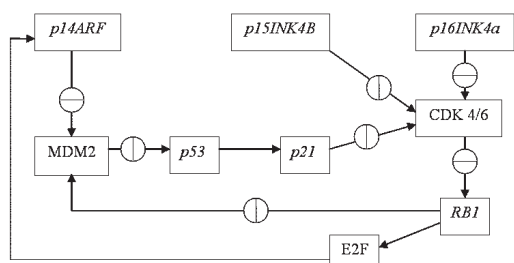 p14ARF
p15INK4B
p16INK4a
CDK 4/6
MDM2
p53
p21
RB1
E2F